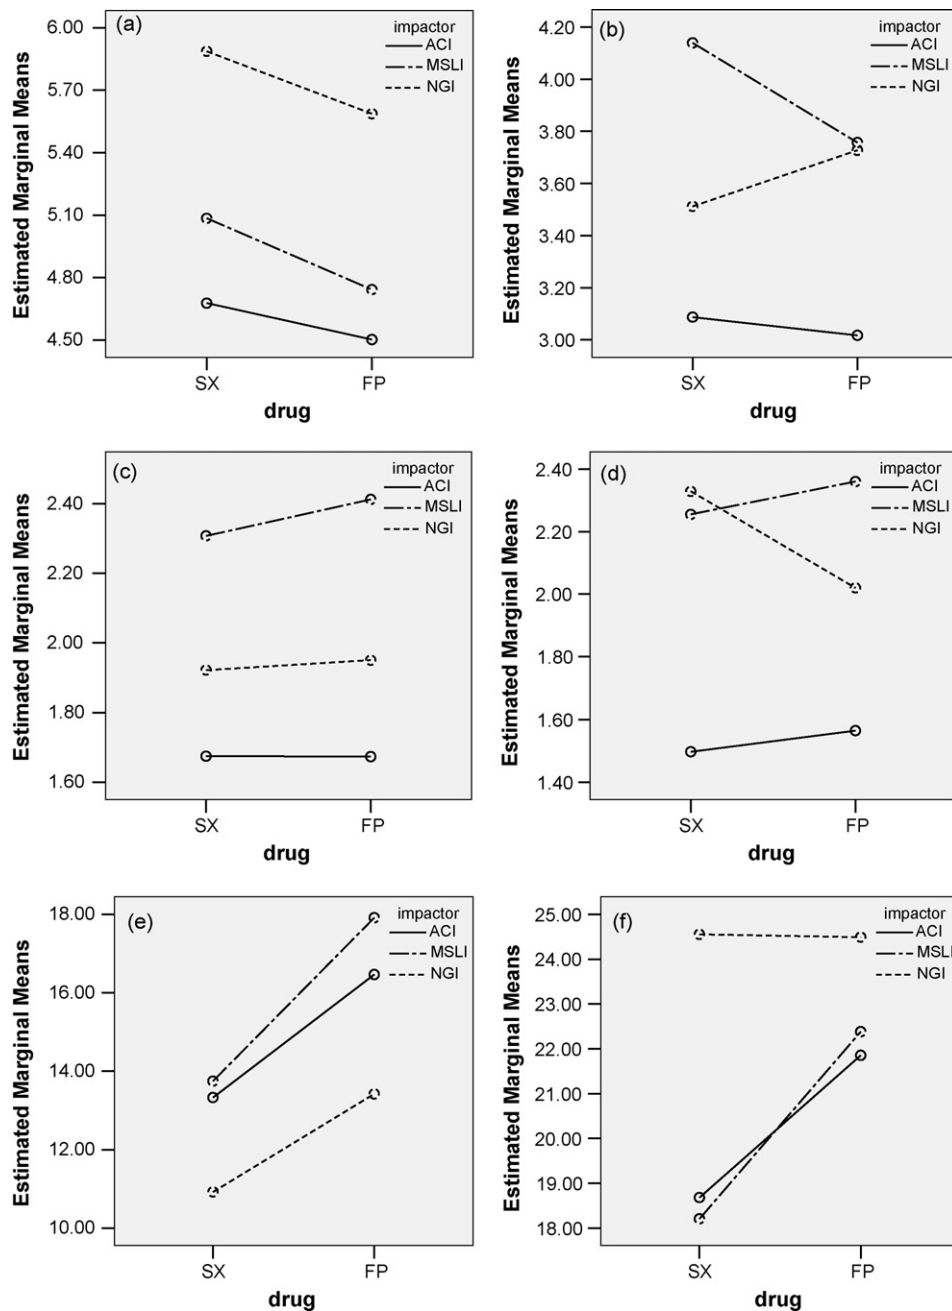 (a)
impactor
ACI
MSLI
NGI
Estimated Marginal Means
6.00
5.70
5.40
5.10
4.80
4.50
SX
FP
drug
(b)
impactor
ACI
MSLI
NGI
Estimated Marginal Means
4.20
4.00
3.80
3.60
3.40
3.20
3.00
SX
FP
drug
(c)
impactor
ACI
MSLI
NGI
Estimated Marginal Means
2.40
2.20
2.00
1.80
1.60
SX
FP
drug
(d)
impactor
ACI
MSLI
NGI
Estimated Marginal Means
2.40
2.20
2.00
1.80
1.60
1.40
SX
FP
drug
(e)
impactor
ACI
MSLI
NGI
Estimated Marginal Means
18.00
16.00
14.00
12.00
10.00
SX
FP
drug
(f)
impactor
ACI
MSLI
NGI
Estimated Marginal Means
25.00
24.00
23.00
22.00
21.00
20.00
19.00
18.00
SX
FP
drug